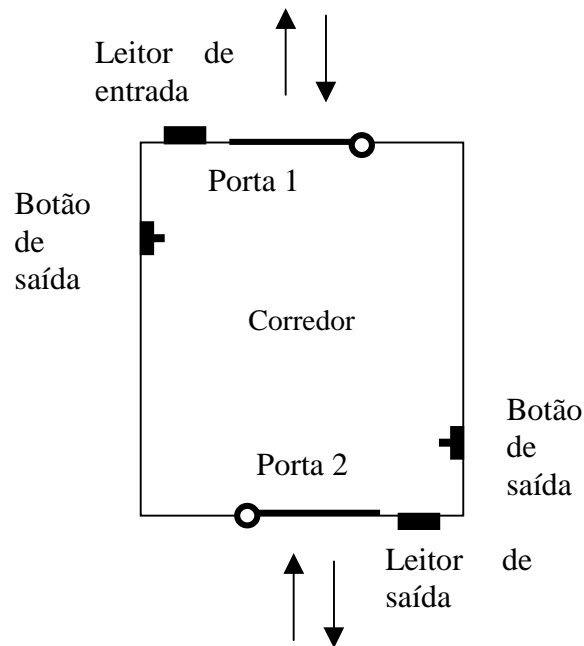 Leitor de
entrada
Porta 1
Botão
de
saída
Corredor
Botão
de
saída
Porta 2
Leitor de
saída